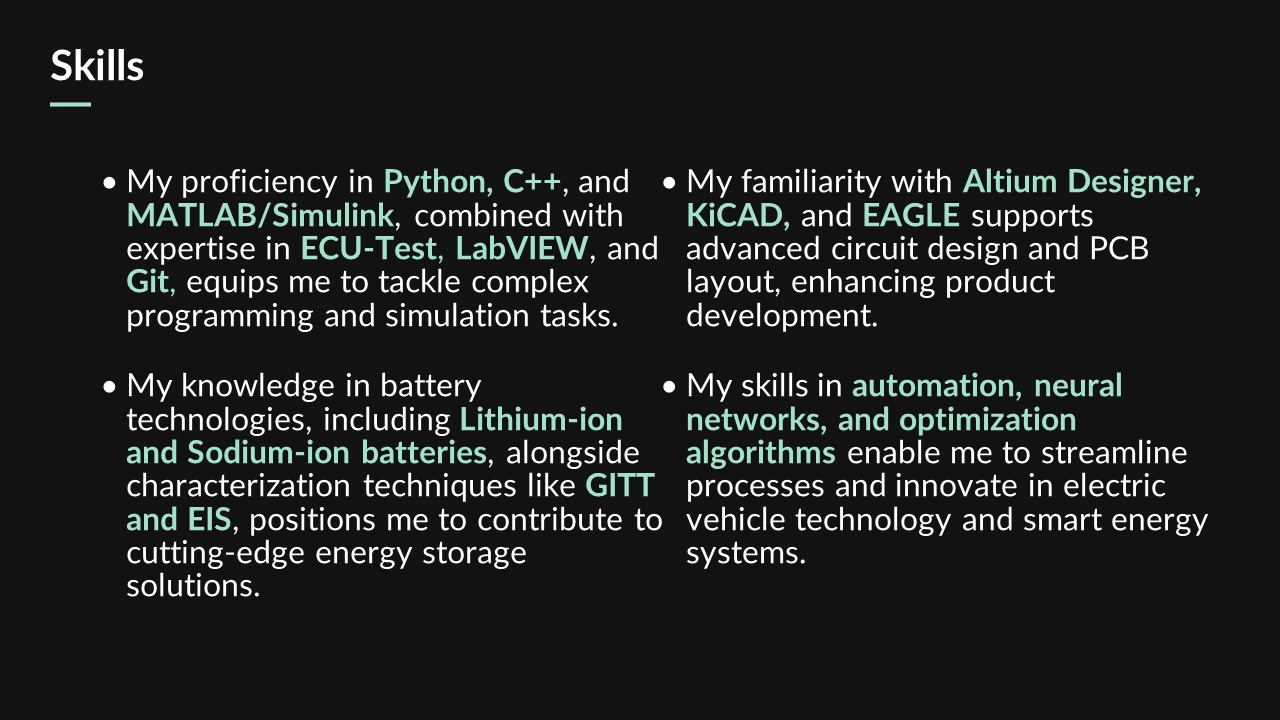 Skills
• My proficiency in Python, C++, and
MATLAB/Simulink, combined with
expertise in ECU-Test, LabVIEW, and
Git, equips me to tackle complex
programming and simulation tasks.
• My knowledge in battery
technologies, including Lithium-ion
and Sodium-ion batteries, alongside
characterization techniques like GITT
and EIS, positions me to contribute to
cutting-edge energy storage
solutions.
• My familiarity with Altium Designer,
KiCAD, and EAGLE supports
advanced circuit design and PCB
layout, enhancing product
development.
• My skills in automation, neural
networks, and optimization
algorithms enable me to streamline
processes and innovate in electric
vehicle technology and smart energy
systems.